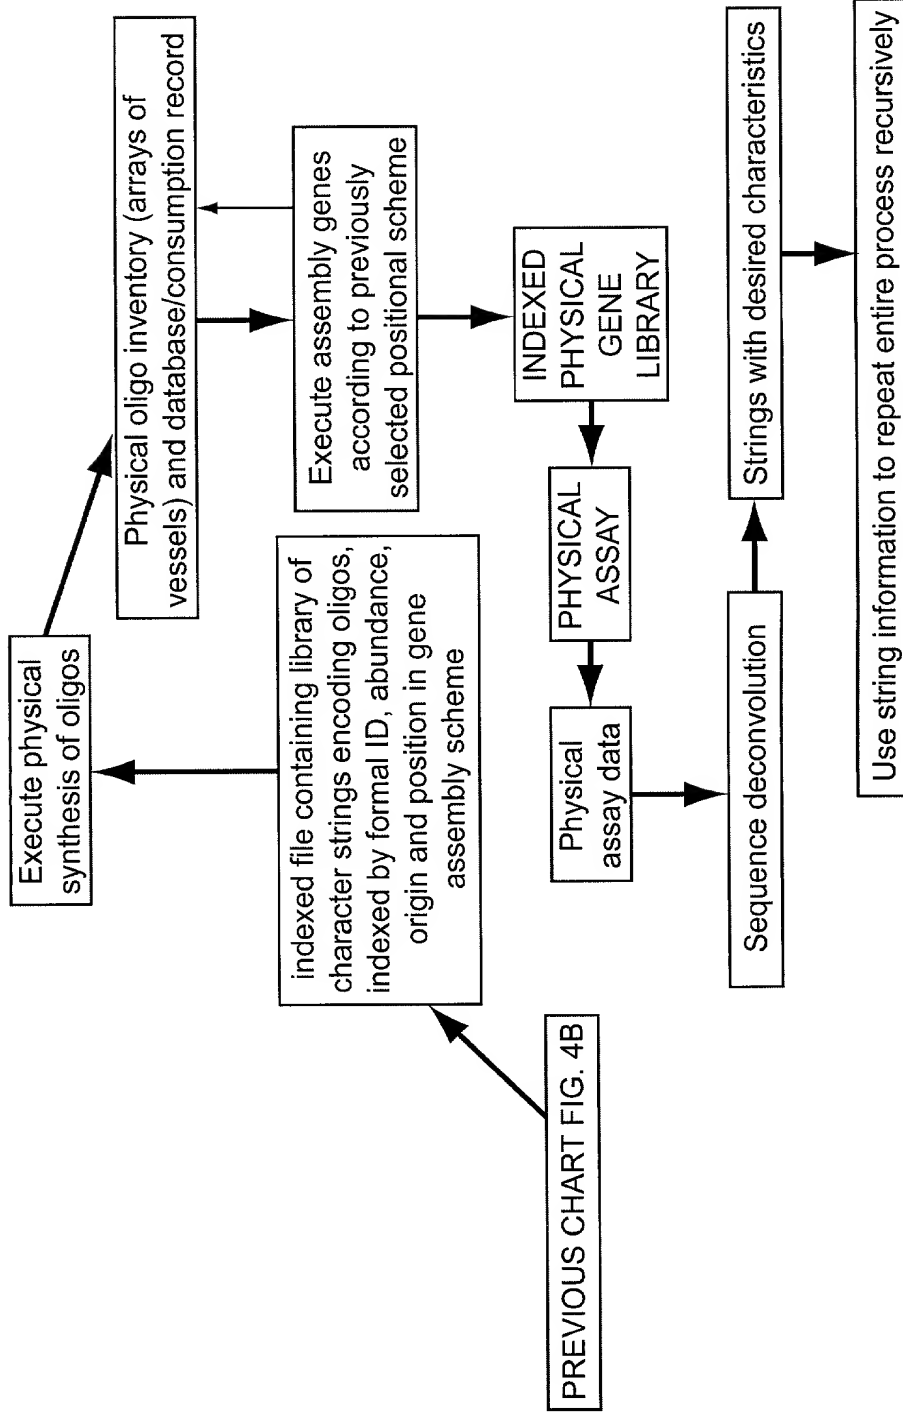 PREVIOUS CHART FIG. 4B
indexed file containing library of
character strings encoding oligos,
indexed by formal ID, abundance,
origin and position in gene
assembly scheme
Execute physical
synthesis of oligos
Physical oligo inventory (arrays of
vessels) and database/consumption record
Execute assembly genes
according to previously
selected positional scheme
INDEXED
PHYSICAL
GENE
LIBRARY
PHYSICAL
ASSAY
Physical
assay data
Sequence deconvolution
Strings with desired characteristics
Use string information to repeat entire process recursively